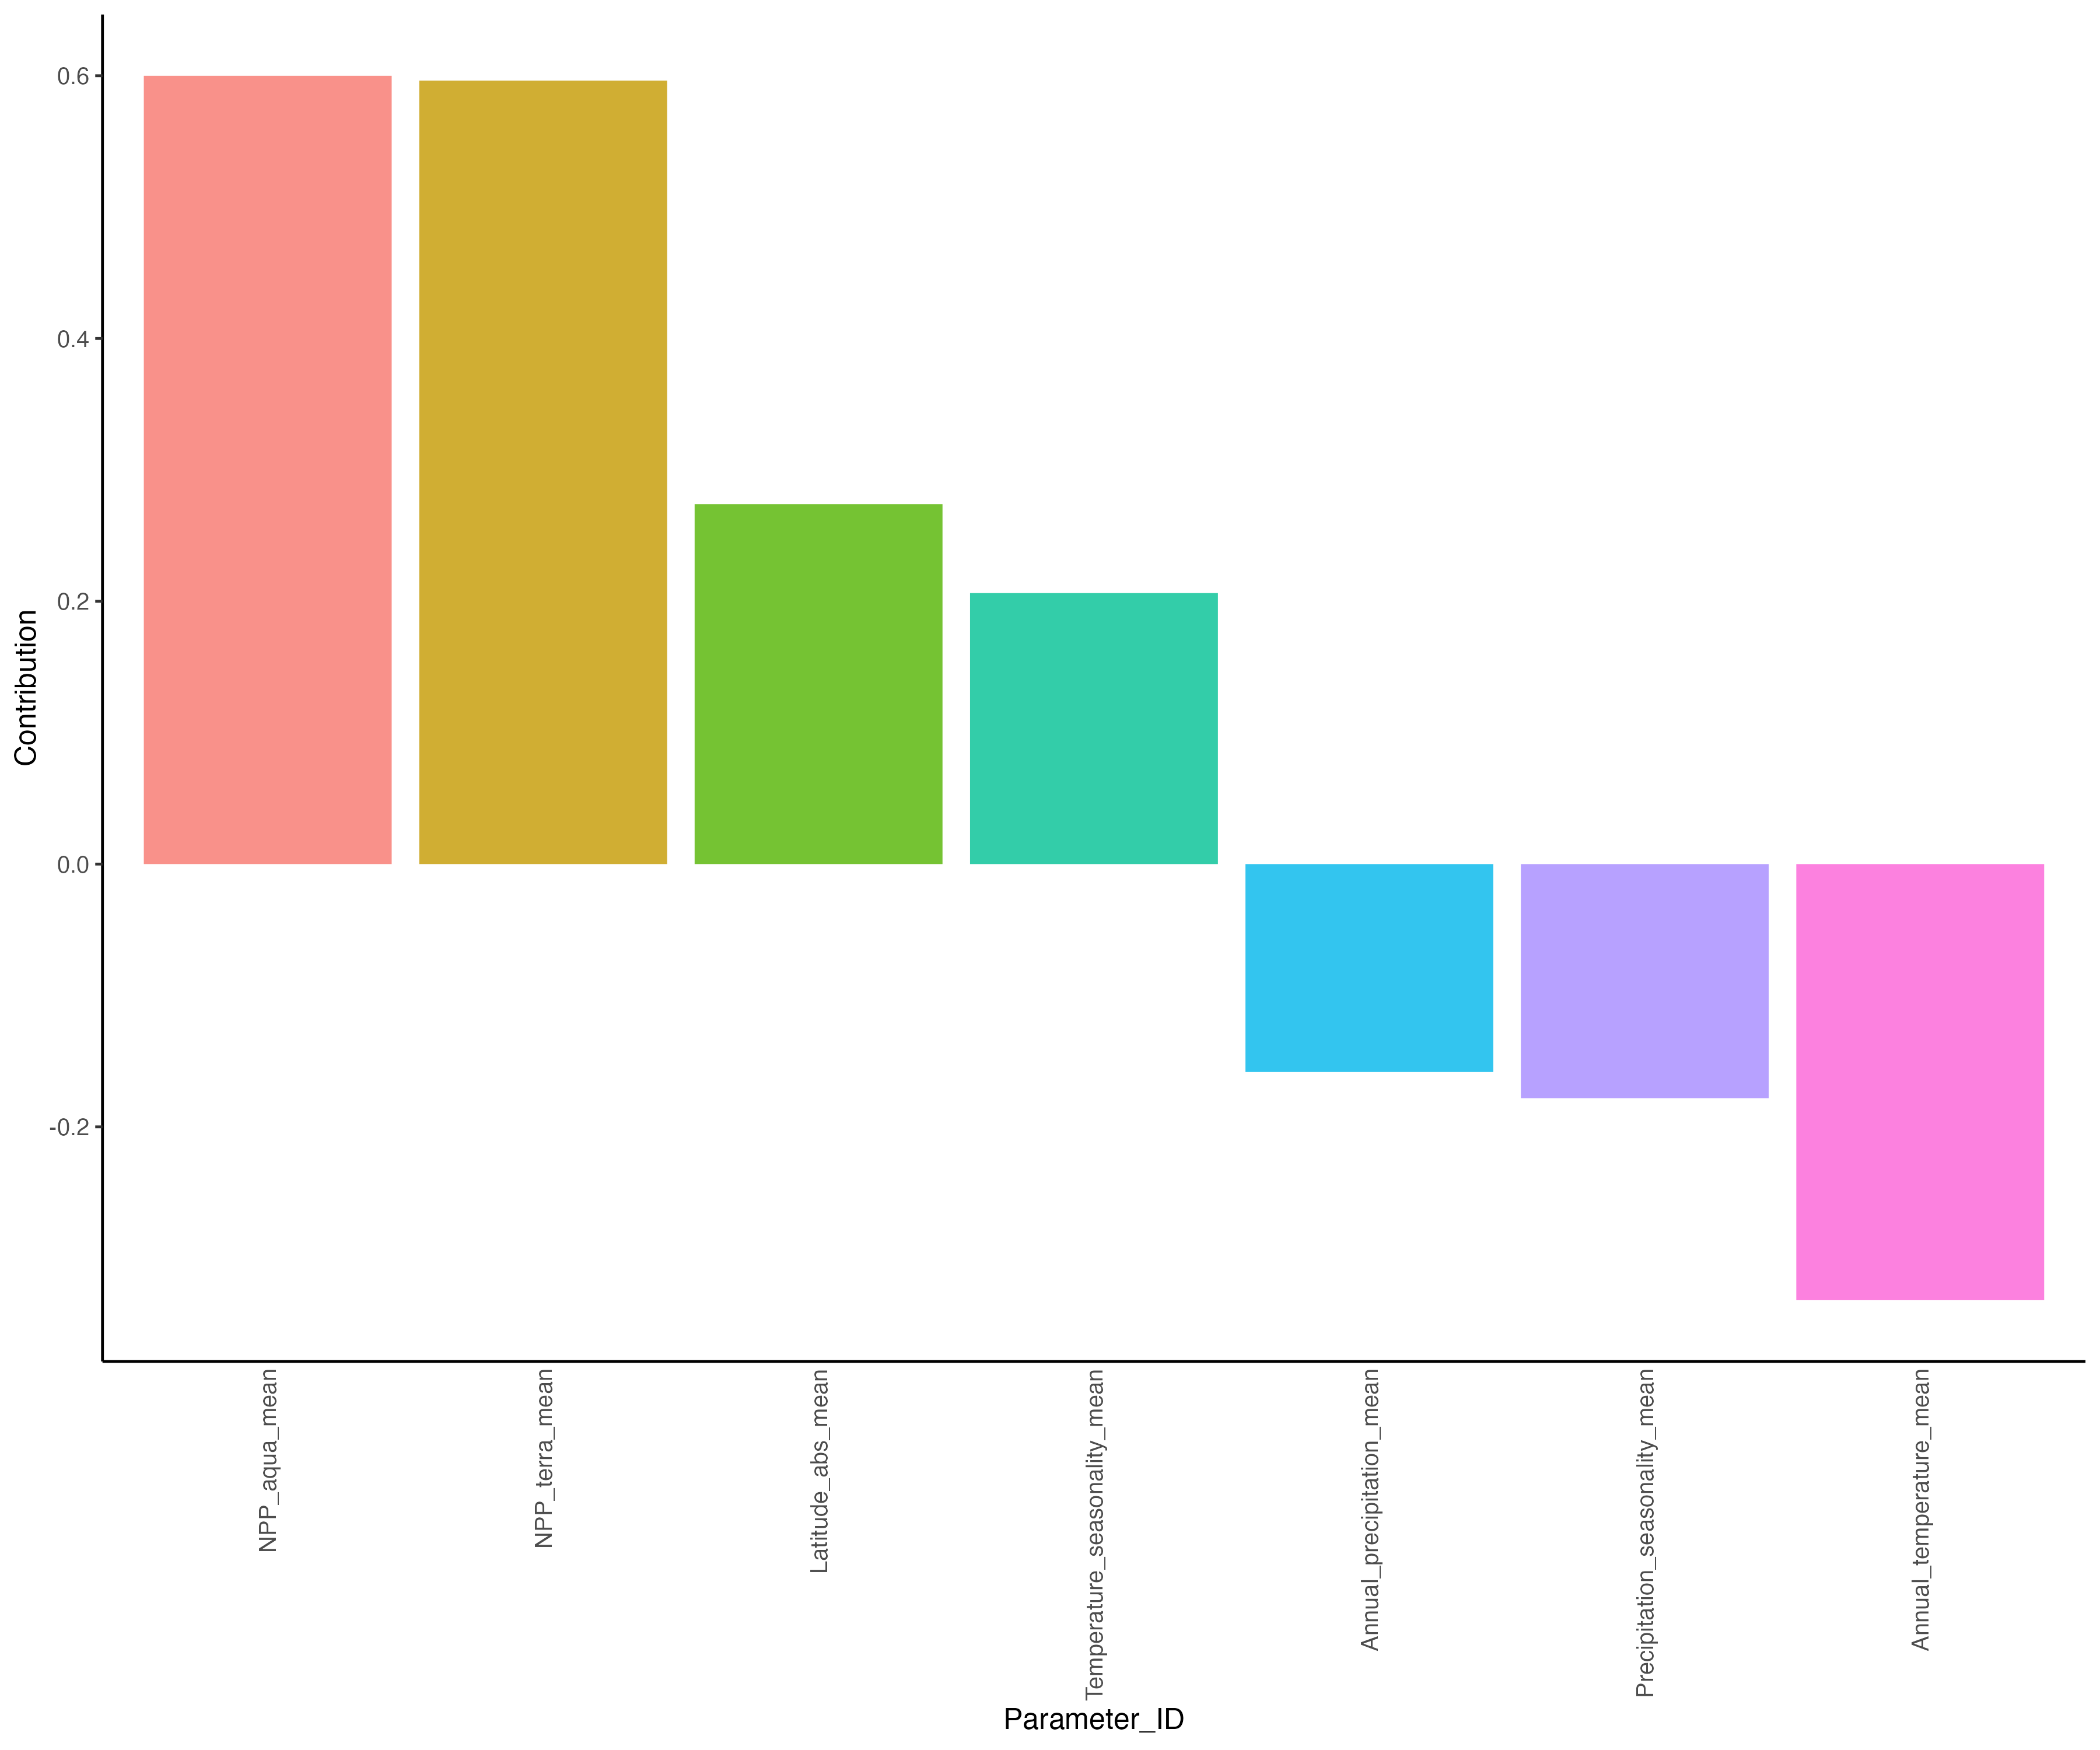 0.6
0.4
0.2
0.0
-0.2
Contribution
NPP_aqua_mean
NPP_terra_mean
Latitude_abs_mean
Temperature_seasonality_mean
Annual_precipitation_mean
Precipitation_seasonality_mean
Annual_temperature_mean
Parameter_ID